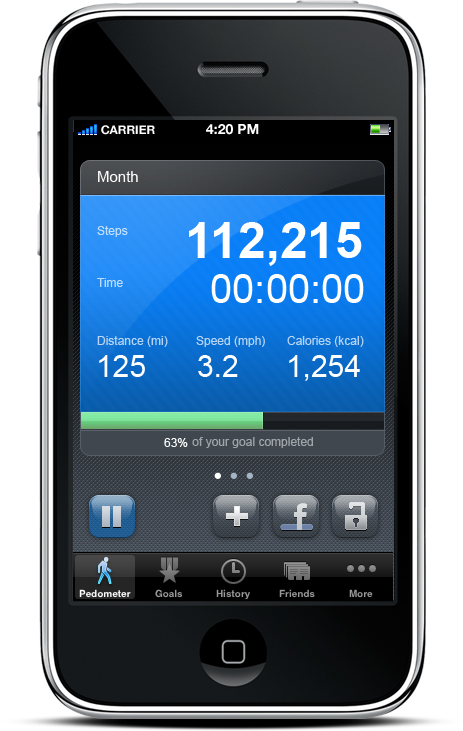 CARRIER 4:20 PM
Month
Steps 112,215
Time 00:00:00
Distance (mi) Speed (mph) Calories (kcal)
125 3.2 1,254
63% of your goal completed
f
Pedometer Goals History Friends More